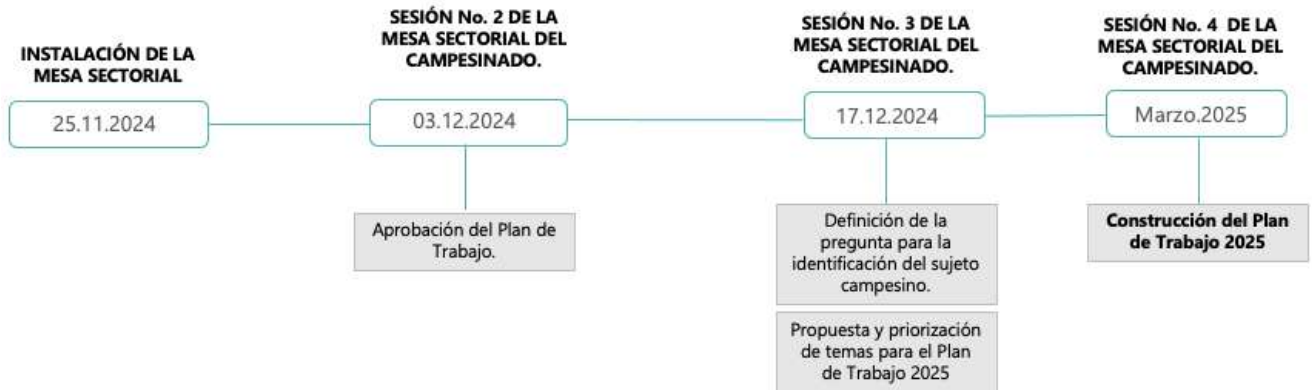 INSTALACIÓN DE LA
MESA SECTORIAL
25.11.2024
SESIÓN No. 2 DE LA
MESA SECTORIAL DEL
CAMPESINADO.
03.12.2024
Aprobación del Plan de
Trabajo.
SESIÓN No. 3 DE LA
MESA SECTORIAL DEL
CAMPESINADO.
17.12.2024
Definición de la
pregunta para la
identificación del sujeto
campesino.
Propuesta y priorización
de temas para el Plan
de Trabajo 2025
SESIÓN No. 4 DE LA
MESA SECTORIAL DEL
CAMPESINADO.
Marzo.2025
Construcción del Plan
de Trabajo 2025